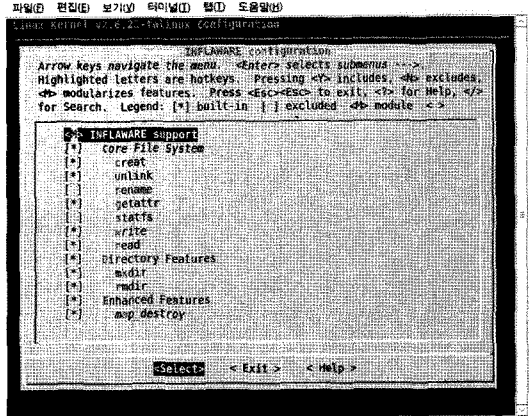 파일(F) 편집(E) 보기(V) 터미널(T) 탭(D) 도움말(H)
Linux Kernel Configuration
INFLAWARE configuration
Arrow keys navigate the menu. <Enter> selects submenus --->.
Highlighted letters are hotkeys. Pressing <Y> includes, <N> excludes,
<M> modularizes features. Press <Esc><Esc> to exit, <?> for Help, </>
for Search. Legend: [*] built-in [ ] excluded <M> module < >
<*> INFLAWARE support
[*] Core File System
[*] creat
[*] unlink
[ ] rename
[*] getattr
[ ] statfs
[*] write
[*] read
[*] Directory Features
[*] mkdir
[*] rmdir
[*] Enhanced Features
[*] map destroy
<Select> < Exit > < Help >